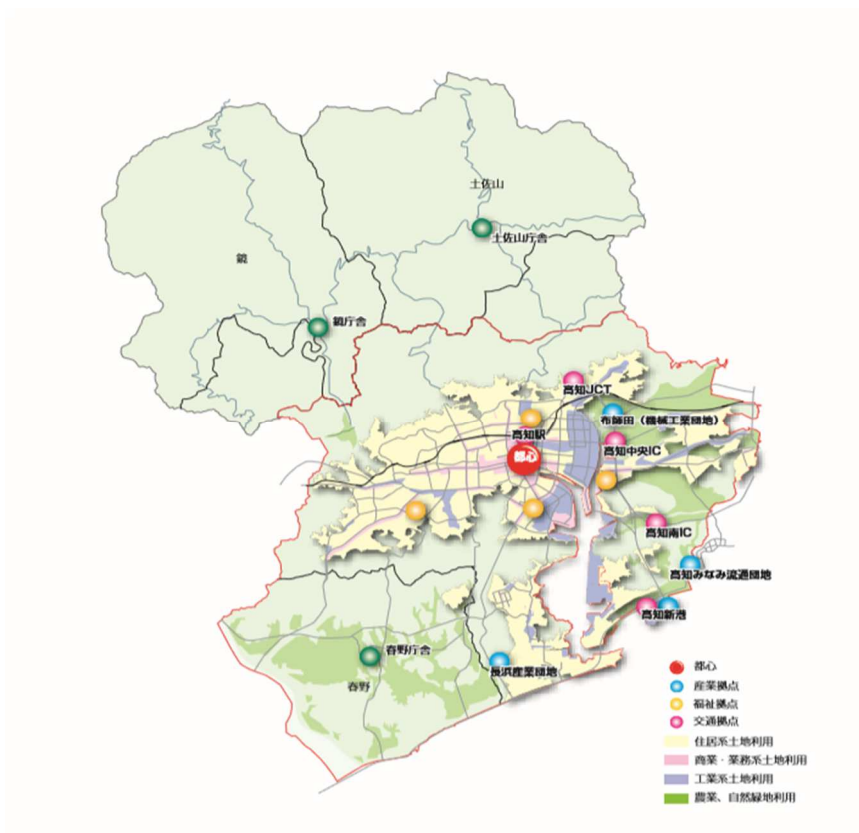 土佐山
土佐山庁舎
鏡
鏡庁舎
高知JCT
布師田（機械工業団地）
高知駅
高知中央IC
都心
高知南IC
高知みなみ流通団地
高知新港
春野庁舎
長浜産業団地
春野
都心
産業拠点
福祉拠点
交通拠点
住居系土地利用
商業・業務系土地利用
工業系土地利用
農業、自然緑地利用